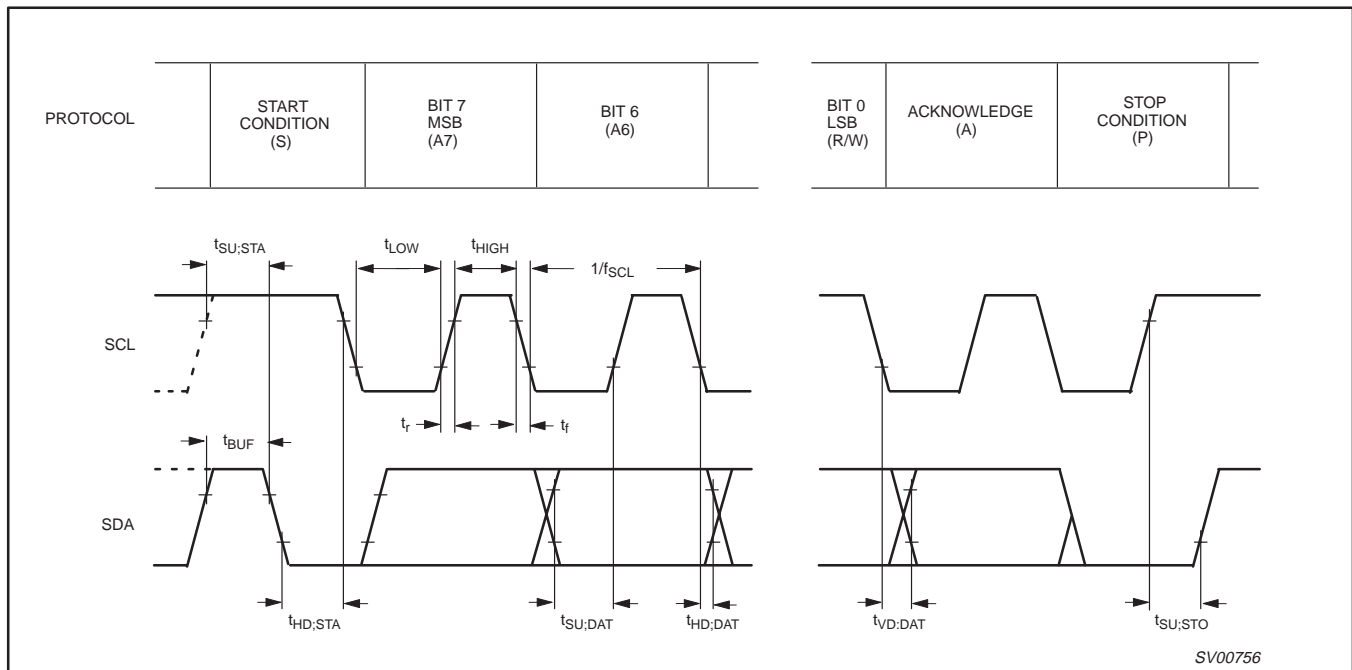 PROTOCOL
START
CONDITION
(S)
BIT 7
MSB
(A7)
BIT 6
(A6)
BIT 0
LSB
(R/W)
ACKNOWLEDGE
(A)
STOP
CONDITION
(P)
tSU;STA
tLOW
tHIGH
1/fSCL
SCL
tBUF
tr
tf
SDA
tHD;STA
tSU;DAT
tHD;DAT
tVD:DAT
tSU;STO
SV00756